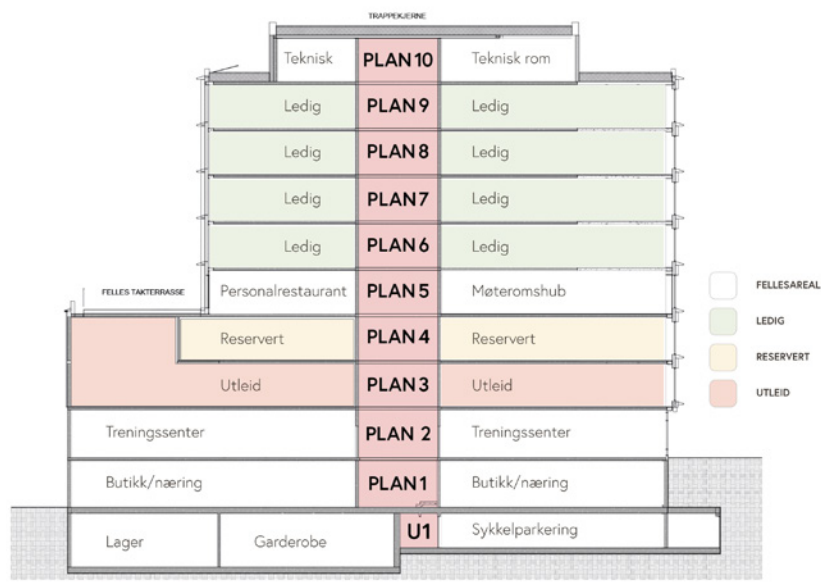 TRAPPEKJERNE
Teknisk PLAN 10 Teknisk rom
Ledig PLAN 9 Ledig
Ledig PLAN 8 Ledig
Ledig PLAN 7 Ledig
Ledig PLAN 6 Ledig
FELLES TAKTERRASSE
Personalrestaurant PLAN 5 Møteromshub
Reservert PLAN 4 Reservert
Utleid PLAN 3 Utleid
Treningssenter PLAN 2 Treningssenter
Butikk/næring PLAN 1 Butikk/næring
Lager Garderobe U1 Sykkelparkering
FELLESAREAL
LEDIG
RESERVERT
UTLEID